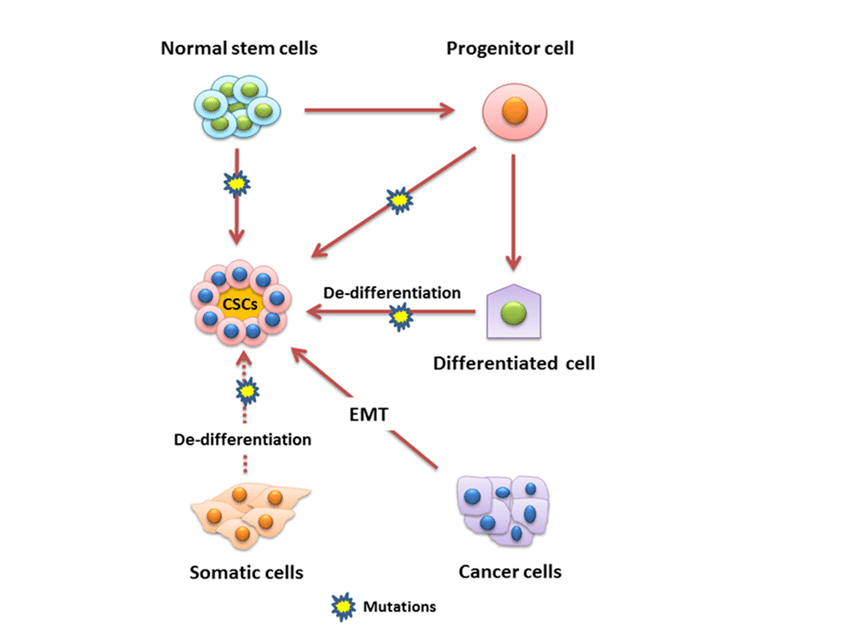 Normal stem cells
Progenitor cell
CSCs
De-differentiation
Differentiated cell
EMT
De-differentiation
Somatic cells
Cancer cells
Mutations